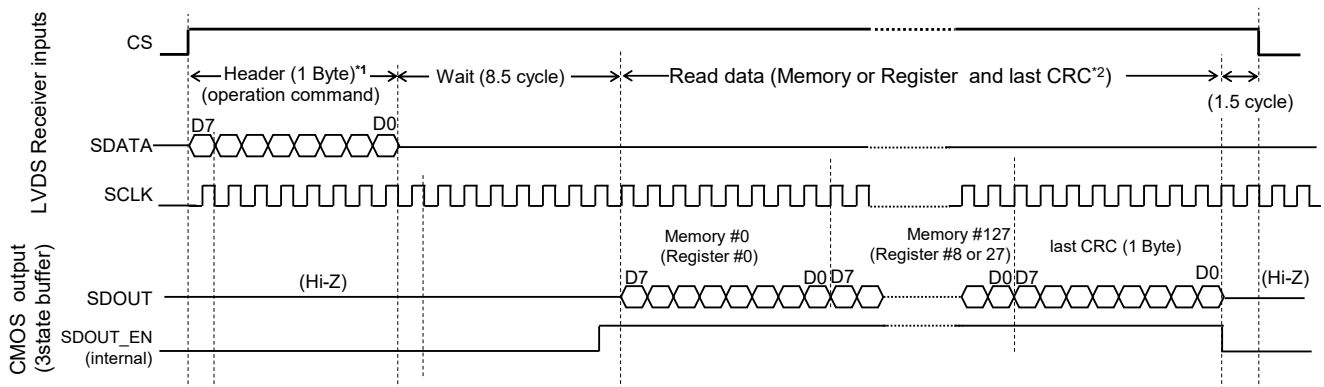 LVDS Receiver inputs
CS
Header (1 Byte)*1
(operation command)
Wait (8.5 cycle)
Read data (Memory or Register and last CRC*2)
(1.5 cycle)
D7 D0
SDATA
SCLK
CMOS output
(3state buffer)
Memory #0
(Register #0)
Memory #127
(Register #8 or 27)
last CRC (1 Byte)
(Hi-Z)
D7 D0 D7 D0 D7 D0
(Hi-Z)
SDOUT
SDOUT_EN
(internal)